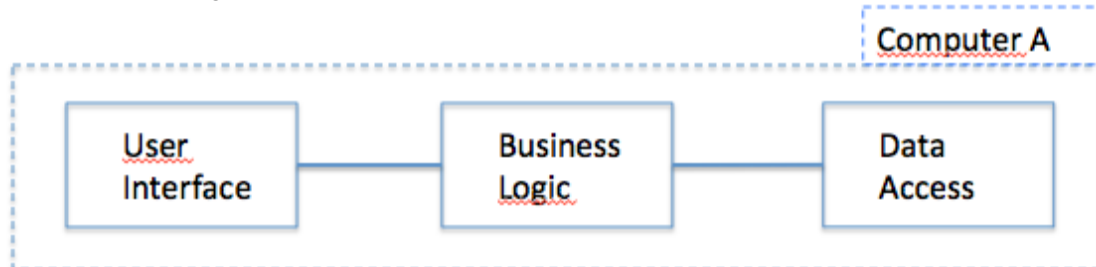 Computer A
User
Interface
Business
Logic
Data
Access